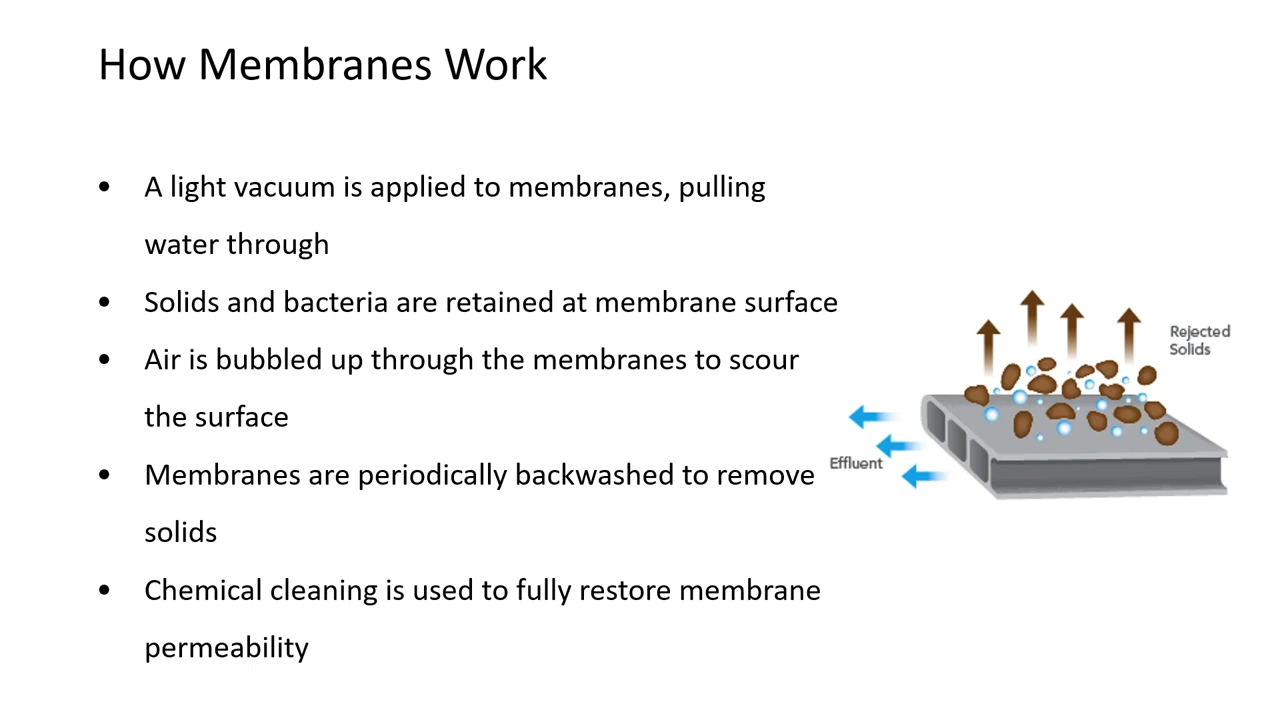 How Membranes Work
• A light vacuum is applied to membranes, pulling
water through
• Solids and bacteria are retained at membrane surface
• Air is bubbled up through the membranes to scour
the surface
• Membranes are periodically backwashed to remove
solids
• Chemical cleaning is used to fully restore membrane
permeability
Rejected
Solids
Effluent